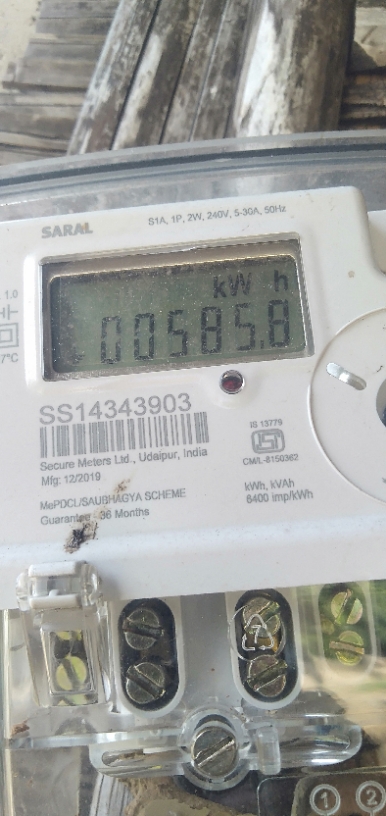 SARAL
S1A, 1P, 2W, 240V, 5-30A, 50Hz
kW h
00585.8
1.0
7°C
SS14343903
Secure Meters Ltd., Udaipur, India
Mfg: 12/2019
MePDCL/SAUBHAGYA SCHEME
Guarantee - 36 Months
IS 13779
ISI
CM/L-8150362
kWh, kVAh
6400 imp/kWh
1 2